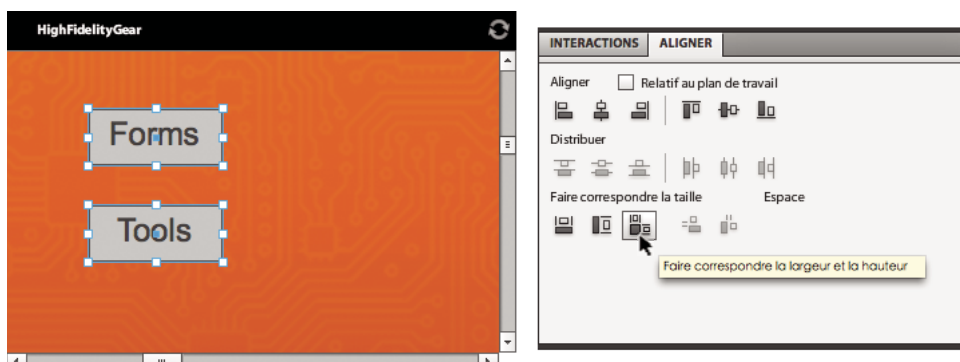 HighFidelityGear
Forms
Tools
INTERACTIONS ALIGNER
Aligner Relatif au plan de travail
Distribuer
Faire correspondre la taille Espace
Faire correspondre la largeur et la hauteur